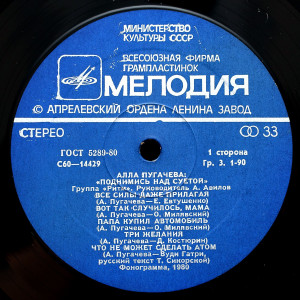 МИНИСТЕРСТВО
КУЛЬТУРЫ СССР
ВСЕСОЮЗНАЯ ФИРМА
ГРАМПЛАСТИНОК
МЕЛОДИЯ
© АПРЕЛЕВСКИЙ ОРДЕНА ЛЕНИНА ЗАВОД
СТЕРЕО 33
ГОСТ 5289-80 1 сторона
С60—14429 Гр. 3. 1-90
АЛЛА ПУГАЧЕВА:
«ПОДНИМИСЬ НАД СУЕТОЙ»
Группа «Ритм», Руководитель А. Авилов
ВСЕ СИЛЫ ДАЖЕ ПРИЛАГАЯ
(А. Пугачева — Е. Евтушенко)
ВОТ ТАК СЛУЧИЛОСЬ, МАМА
(А. Пугачева — О. Милявский)
ПАПА КУПИЛ АВТОМОБИЛЬ
(А. Пугачева — О. Милявский)
ТРИ ЖЕЛАНИЯ
(А. Пугачева — Д. Костюрин)
ЧТО НЕ МОЖЕТ СДЕЛАТЬ АТОМ
(А. Пугачева — Вуди Гатри,
русский текст Т. Сикорской)
Фонограмма, 1980